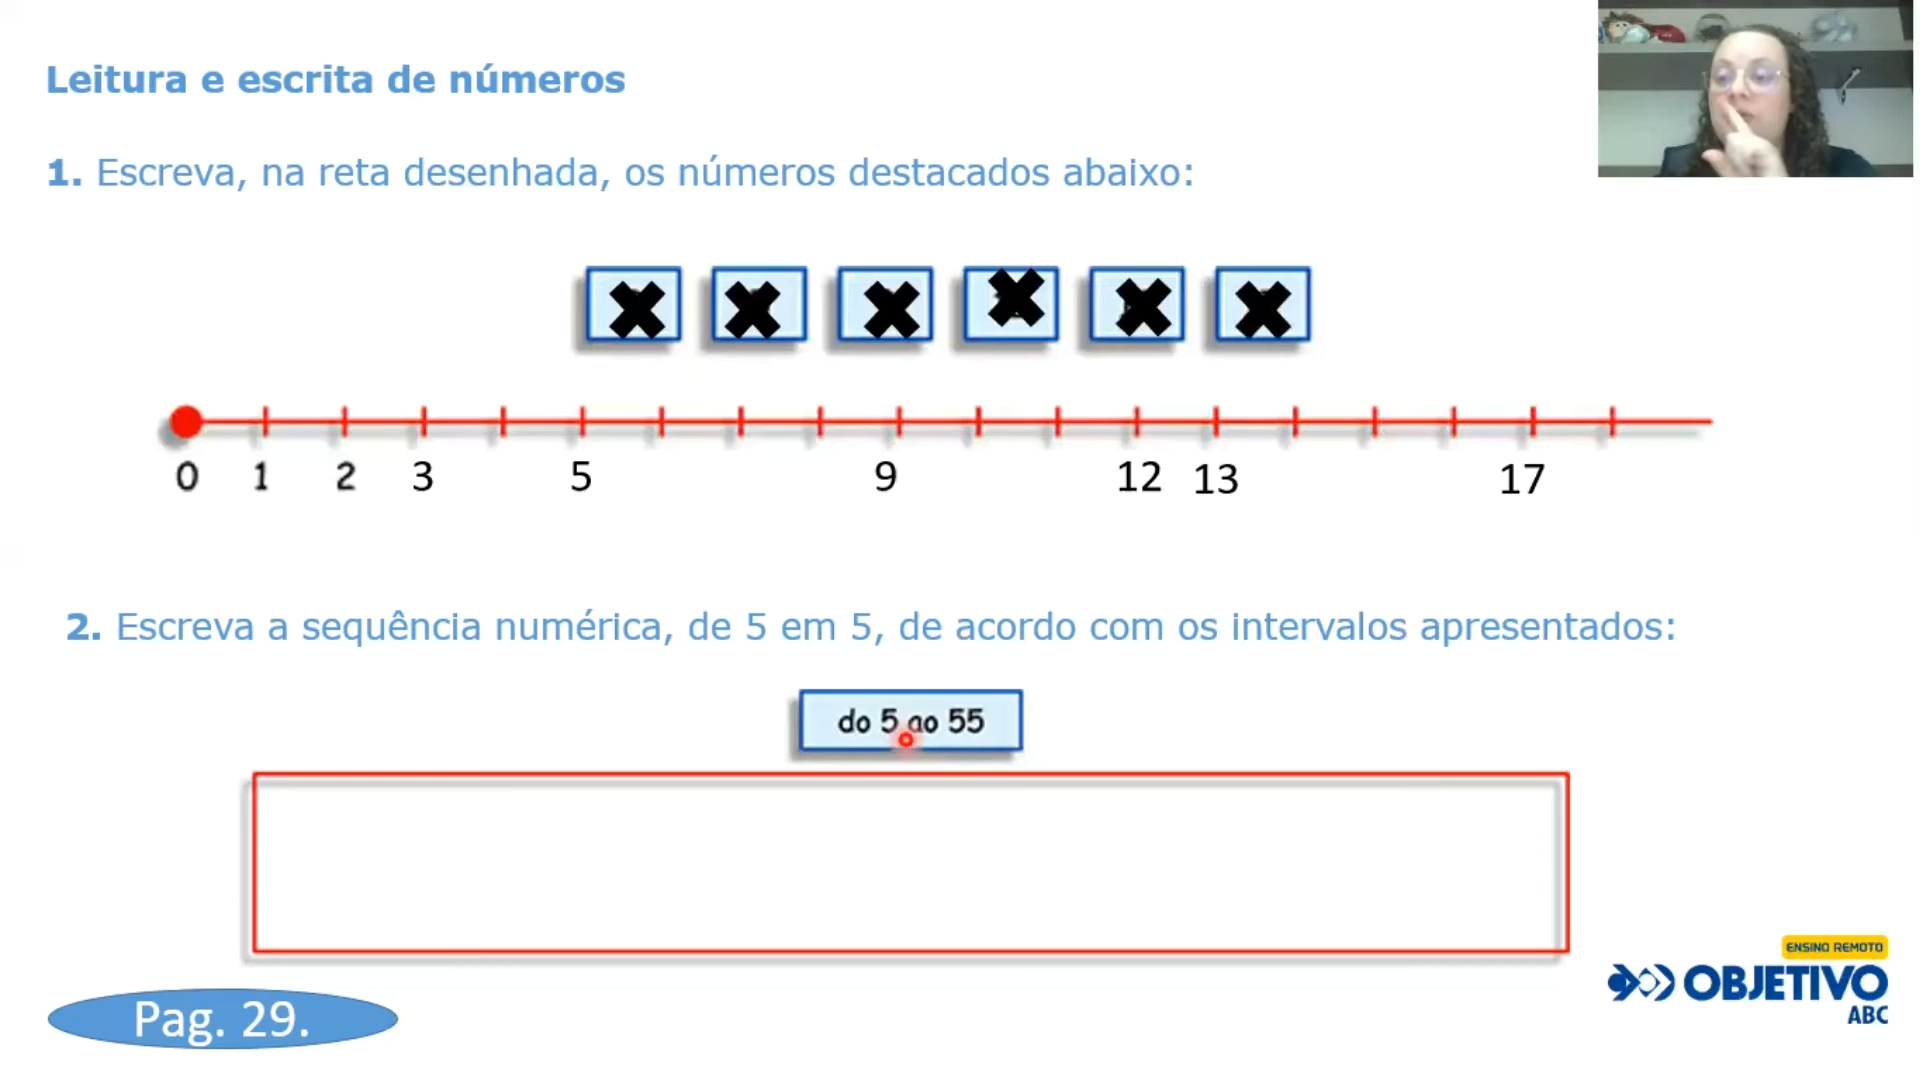 Leitura e escrita de números
1. Escreva, na reta desenhada, os números destacados abaixo:
0 1 2 3 5 9 12 13 17
2. Escreva a sequência numérica, de 5 em 5, de acordo com os intervalos apresentados:
do 5 ao 55
ENSINO REMOTO
OBJETIVO
ABC
Pag. 29.